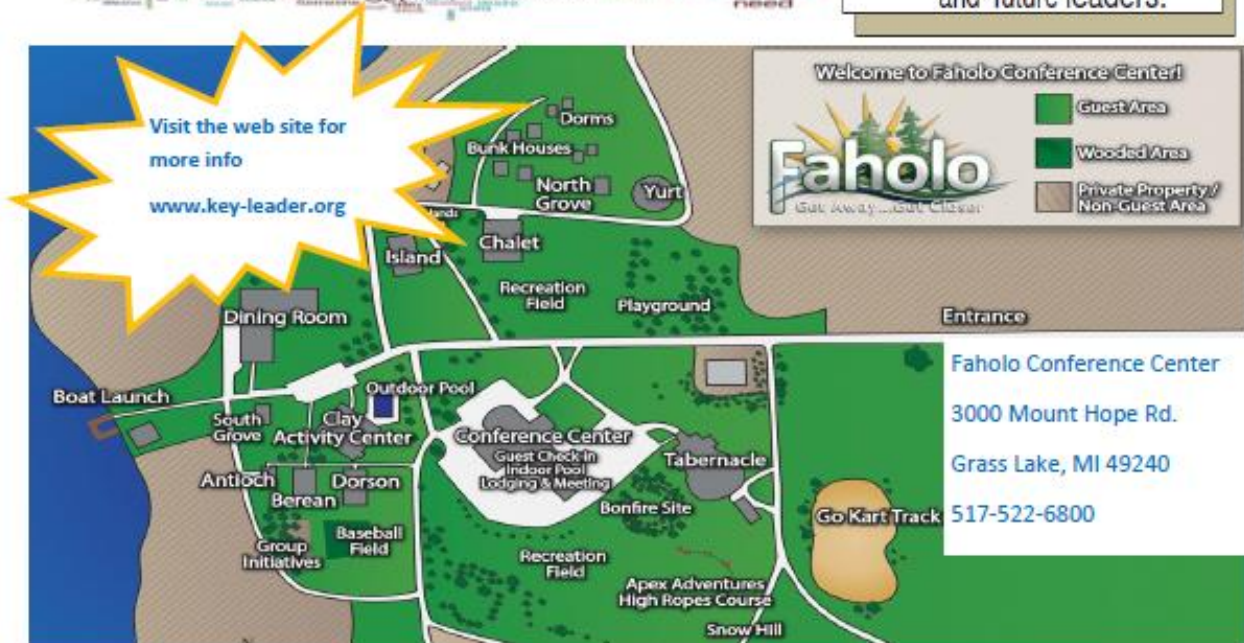 need
and future leaders.
Visit the web site for
more info
www.key-leader.org
Welcome to Faholo Conference Center!
Faholo
Get Away...Get Closer
Guest Area
Wooded Area
Private Property /
Non-Guest Area
Dorms
Bunk Houses
North
Grove
Yurt
Island
Chalet
Recreation
Field
Playground
Dining Room
Entrance
Boat Launch
Outdoor Pool
South
Grove
Clay
Activity Center
Conference Center
Guest Check-in
Indoor Pool
Lodging & Meeting
Tabernacle
Antioch
Berean
Dorson
Bonfire Site
Go Kart Track
Group
Initiatives
Baseball
Field
Recreation
Field
Apex Adventures
High Ropes Course
Snow Hill
Faholo Conference Center
3000 Mount Hope Rd.
Grass Lake, MI 49240
517-522-6800